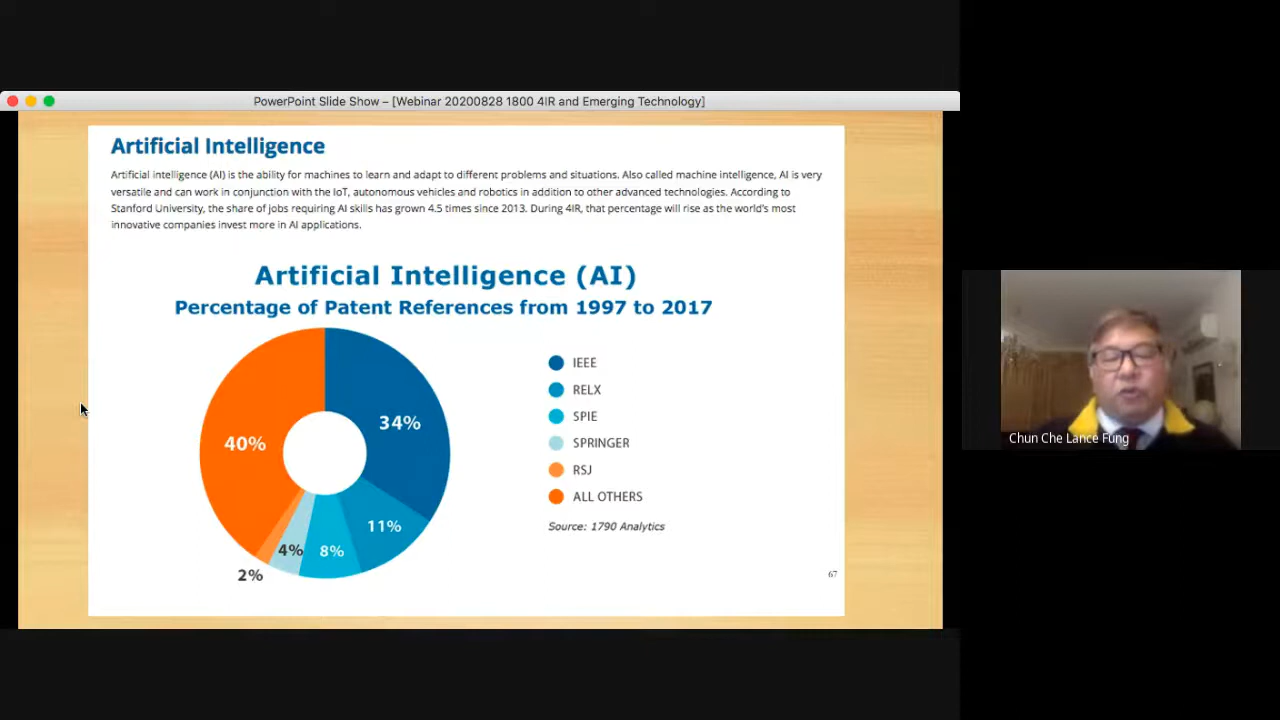 PowerPoint Slide Show – [Webinar 20200828 1800 4IR and Emerging Technology]
Artificial Intelligence
Artificial intelligence (AI) is the ability for machines to learn and adapt to different problems and situations. Also called machine intelligence, AI is very
versatile and can work in conjunction with the IoT, autonomous vehicles and robotics in addition to other advanced technologies. According to
Stanford University, the share of jobs requiring AI skills has grown 4.5 times since 2013. During 4IR, that percentage will rise as the world's most
innovative companies invest more in AI applications.
Artificial Intelligence (AI)
Percentage of Patent References from 1997 to 2017
34%
40%
11%
8%
4%
2%
IEEE
RELX
SPIE
SPRINGER
RSJ
ALL OTHERS
Source: 1790 Analytics
67
Chun Che Lance Fung